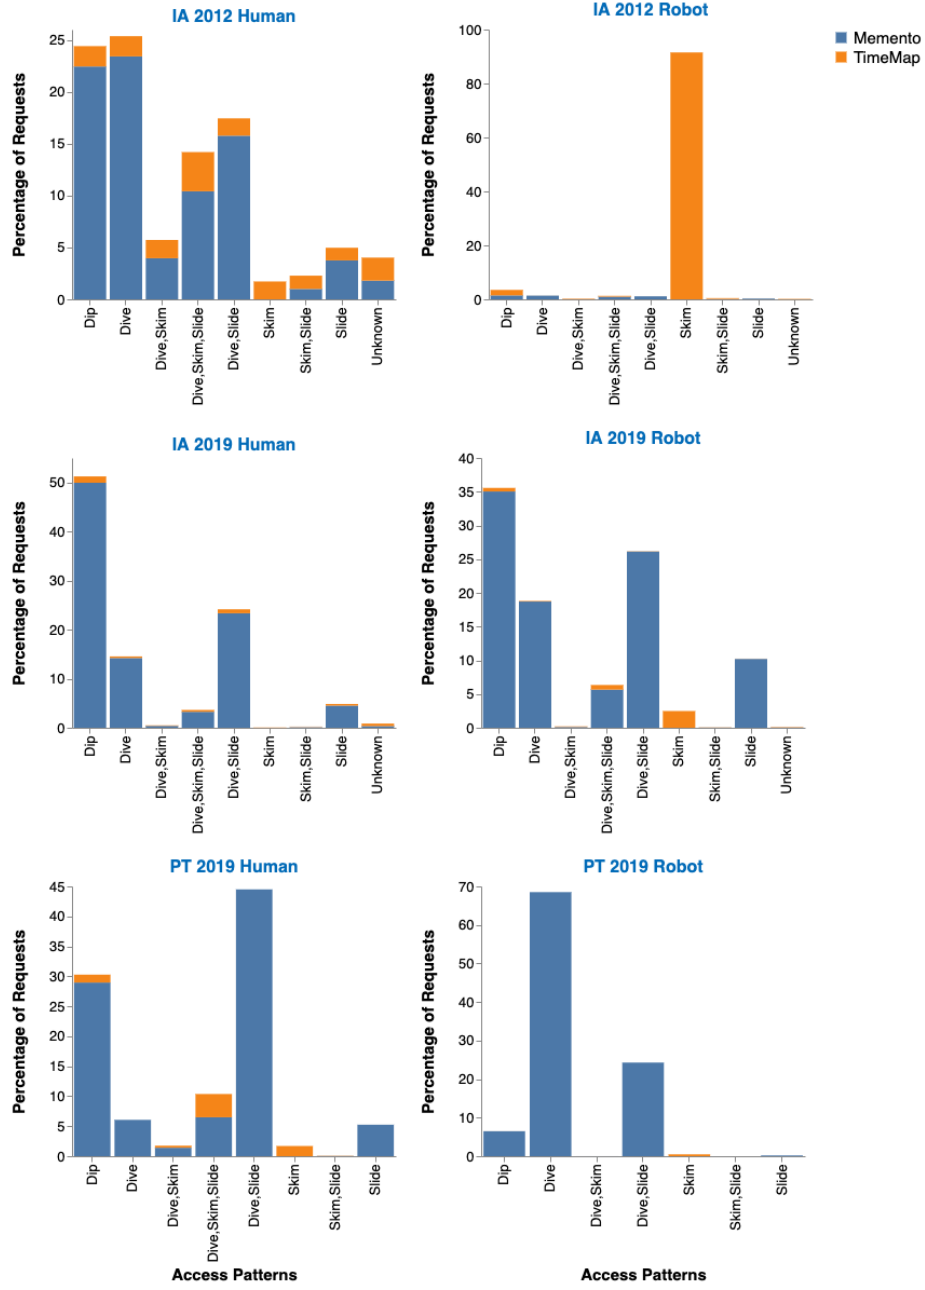 IA 2012 Human
Percentage of Requests
25
20
15
10
5
0
Dip
Dive
Dive,Skim
Dive,Skim,Slide
Dive,Slide
Skim
Skim,Slide
Slide
Unknown
IA 2012 Robot
Percentage of Requests
100
80
60
40
20
0
Dip
Dive
Dive,Skim
Dive,Skim,Slide
Dive,Slide
Skim
Skim,Slide
Slide
Unknown
Memento
TimeMap
IA 2019 Human
Percentage of Requests
50
40
30
20
10
0
Dip
Dive
Dive,Skim
Dive,Skim,Slide
Dive,Slide
Skim
Skim,Slide
Slide
Unknown
IA 2019 Robot
Percentage of Requests
40
35
30
25
20
15
10
5
0
Dip
Dive
Dive,Skim
Dive,Skim,Slide
Dive,Slide
Skim
Skim,Slide
Slide
Unknown
PT 2019 Human
Percentage of Requests
45
40
35
30
25
20
15
10
5
0
Dip
Dive
Dive,Skim
Dive,Skim,Slide
Dive,Slide
Skim
Skim,Slide
Slide
Access Patterns
PT 2019 Robot
Percentage of Requests
70
60
50
40
30
20
10
0
Dip
Dive
Dive,Skim
Dive,Slide
Skim
Skim,Slide
Slide
Access Patterns